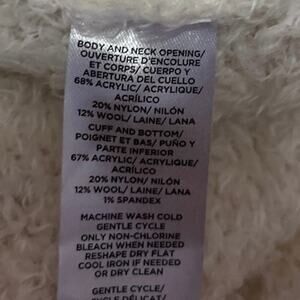 BODY AND NECK OPENING/
OUVERTURE D'ENCOLURE
ET CORPS/ CUERPO Y
ABERTURA DEL CUELLO
68% ACRYLIC/ ACRYLIQUE/
ACRÍLICO
20% NYLON/ NILÓN
12% WOOL/ LAINE/ LANA
CUFF AND BOTTOM/
POIGNET ET BAS/ PUÑO Y
PARTE INFERIOR
67% ACRYLIC/ ACRYLIQUE/
ACRÍLICO
20% NYLON/ NILÓN
12% WOOL/ LAINE/ LANA
1% SPANDEX
MACHINE WASH COLD
GENTLE CYCLE
ONLY NON-CHLORINE
BLEACH WHEN NEEDED
RESHAPE DRY FLAT
COOL IRON IF NEEDED
OR DRY CLEAN
GENTLE CYCLE/
CYCLE DÉLICAT/